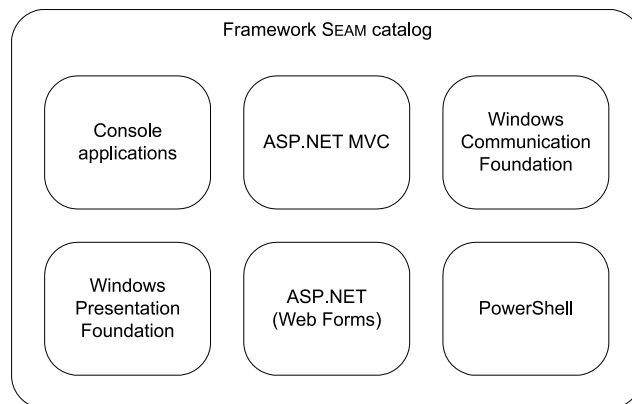 Framework SEAM catalog
Console
applications
ASP.NET MVC
Windows
Communication
Foundation
Windows
Presentation
Foundation
ASP.NET
(Web Forms)
PowerShell